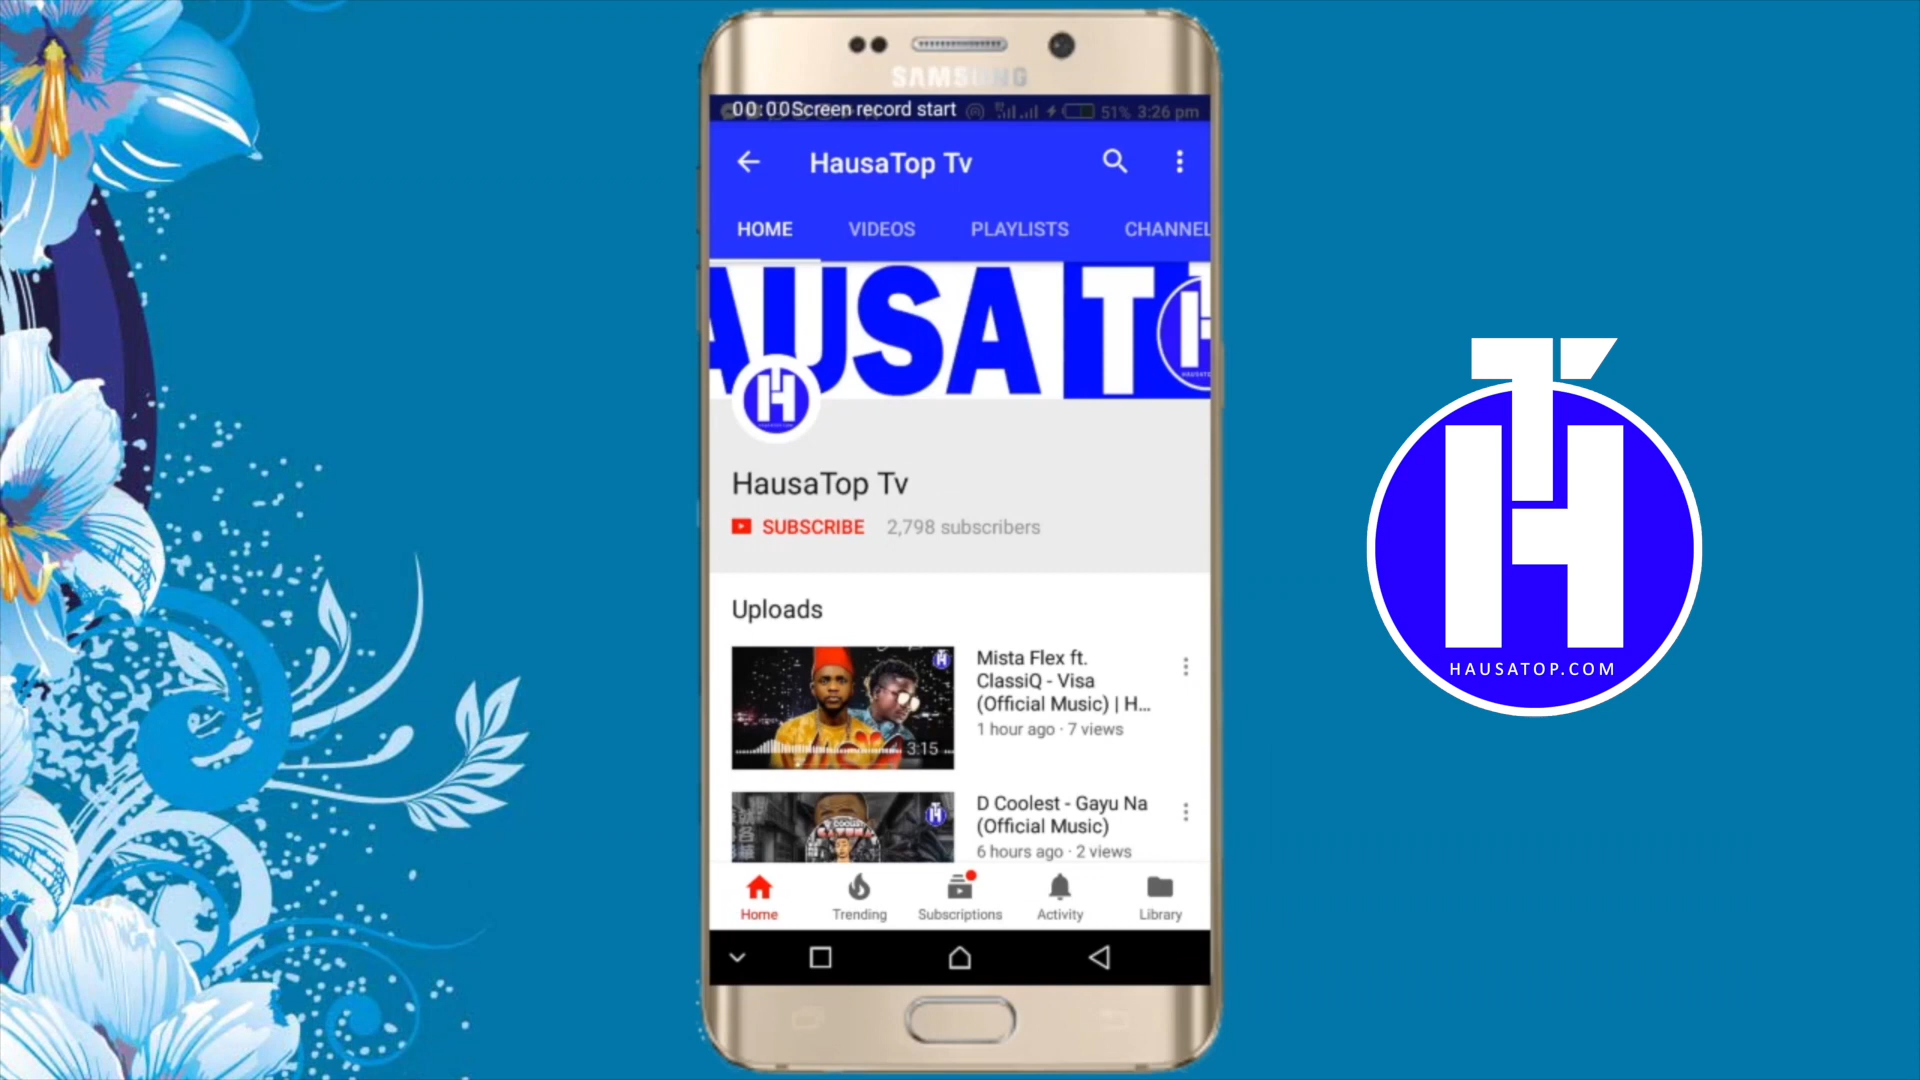 SAMSUNG
00:00Screen record start 51% 3:26 pm
HausaTop Tv
HOME VIDEOS PLAYLISTS CHANNEL
AUSA T
HausaTop Tv
SUBSCRIBE 2,798 subscribers
Uploads
Mista Flex ft.
ClassiQ - Visa
(Official Music) | H...
1 hour ago · 7 views
3:15
D Coolest - Gayu Na
(Official Music)
6 hours ago · 2 views
Home Trending Subscriptions Activity Library
HAUSATOP.COM